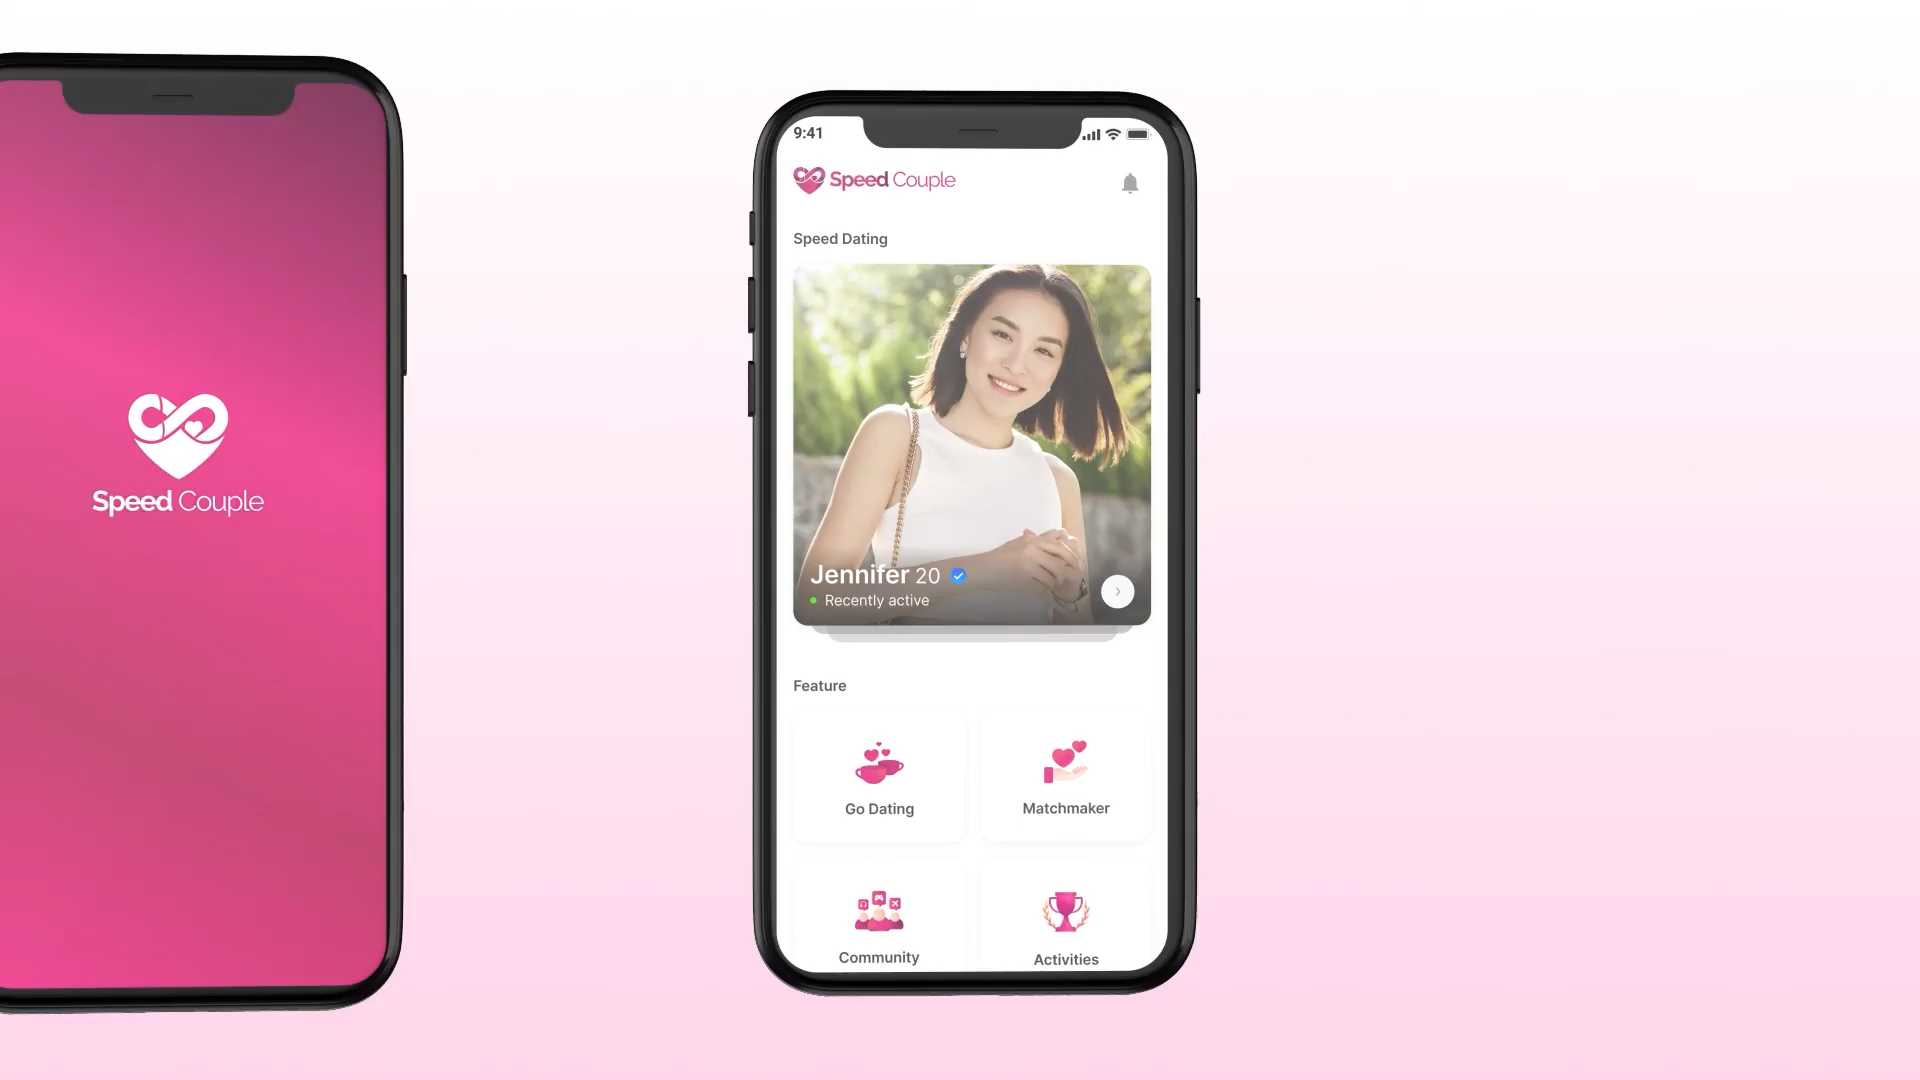 Speed Couple
9:41
Speed Couple
Speed Dating
Jennifer 20
Recently active
Feature
Go Dating
Matchmaker
Community
Activities